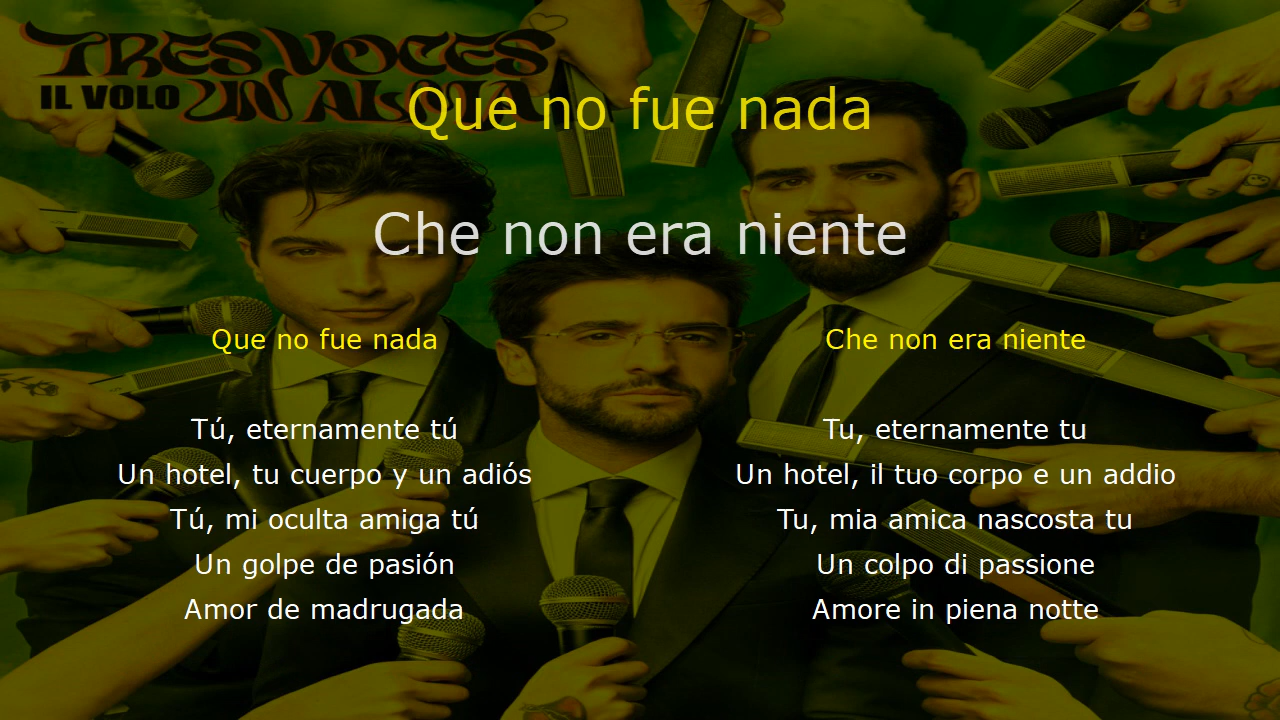 TRES VOCES
IL VOLO UN ALMA
Que no fue nada
Che non era niente
Que no fue nada
Tú, eternamente tú
Un hotel, tu cuerpo y un adiós
Tú, mi oculta amiga tú
Un golpe de pasión
Amor de madrugada
Che non era niente
Tu, eternamente tu
Un hotel, il tuo corpo e un addio
Tu, mia amica nascosta tu
Un colpo di passione
Amore in piena notte